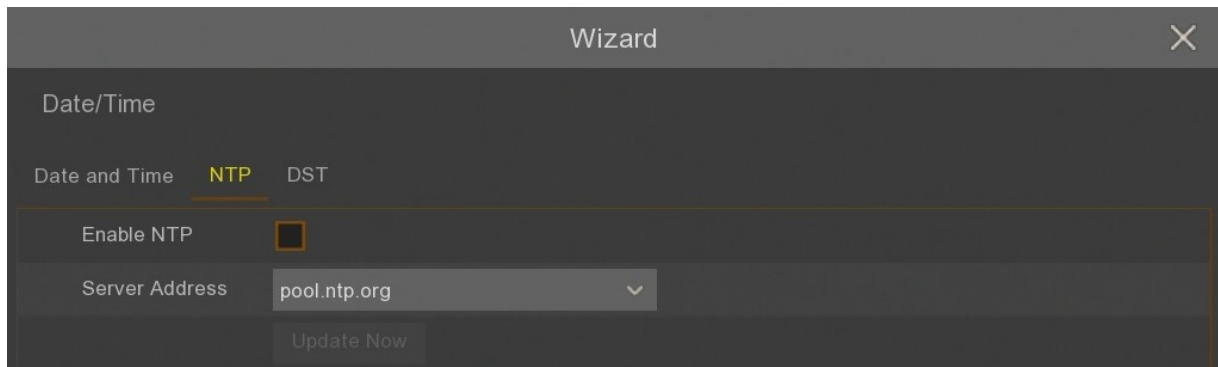 Wizard
Date/Time
Date and Time NTP DST
Enable NTP
Server Address pool.ntp.org
Update Now